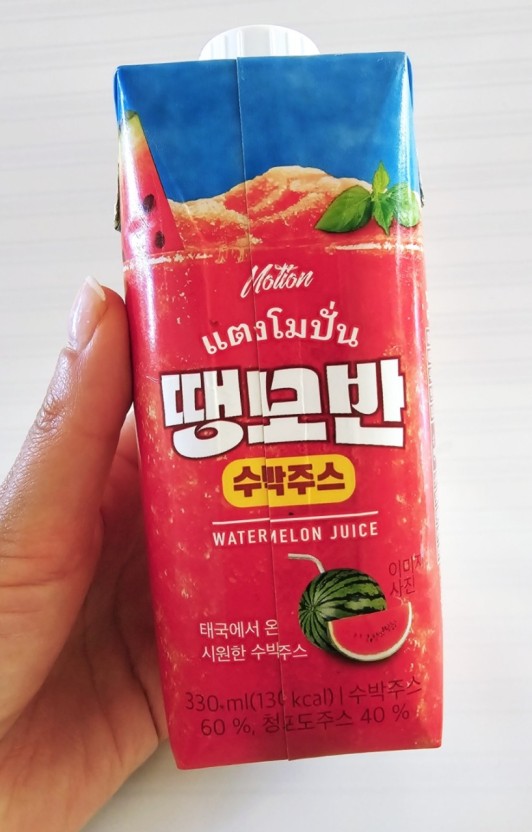 Motion
แตงโมปั่น
땡모반
수박주스
WATERMELON JUICE
이미지
사진
태국에서 온
시원한 수박주스
330 ml(130 kcal) | 수박주스
60 %, 청포도주스 40 %